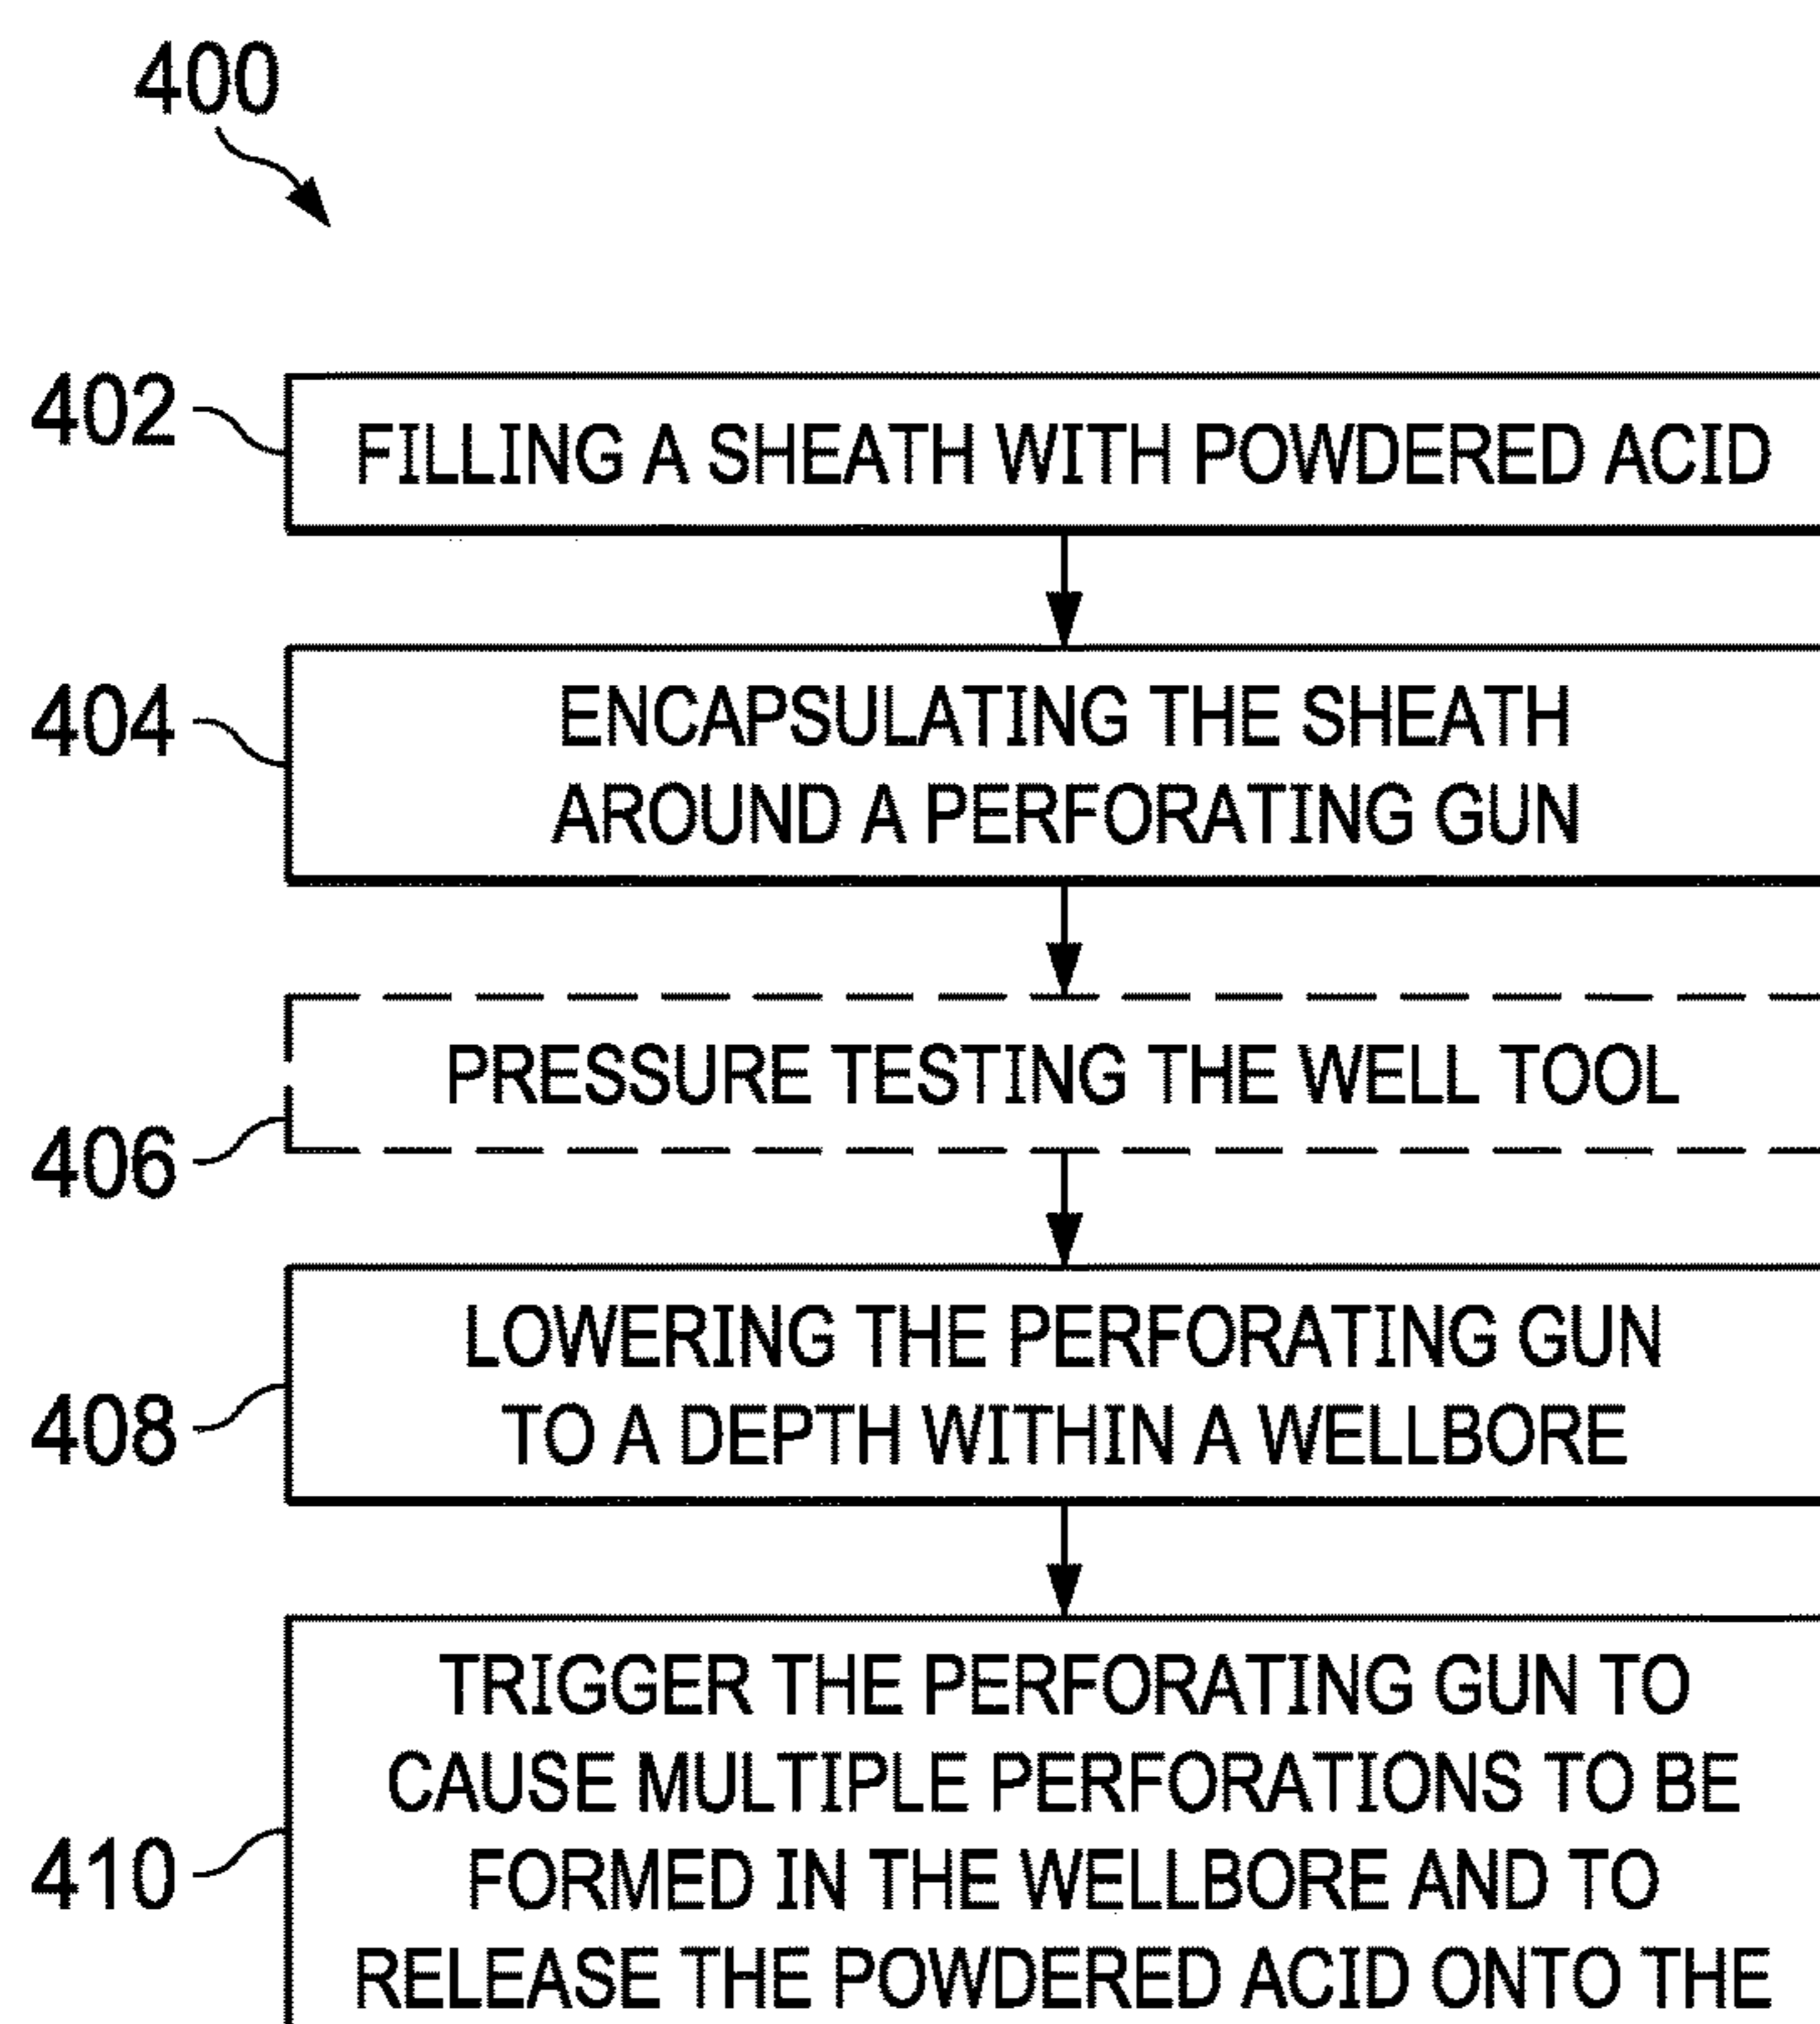 400
402
FILLING A SHEATH WITH POWDERED ACID
404
ENCAPSULATING THE SHEATH
AROUND A PERFORATING GUN
PRESSURE TESTING THE WELL TOOL
406
LOWERING THE PERFORATING GUN
TO A DEPTH WITHIN A WELLBORE
408
TRIGGER THE PERFORATING GUN TO
CAUSE MULTIPLE PERFORATIONS TO BE
FORMED IN THE WELLBORE AND TO
410
RELEASE THE POWDERED ACID ONTO THE